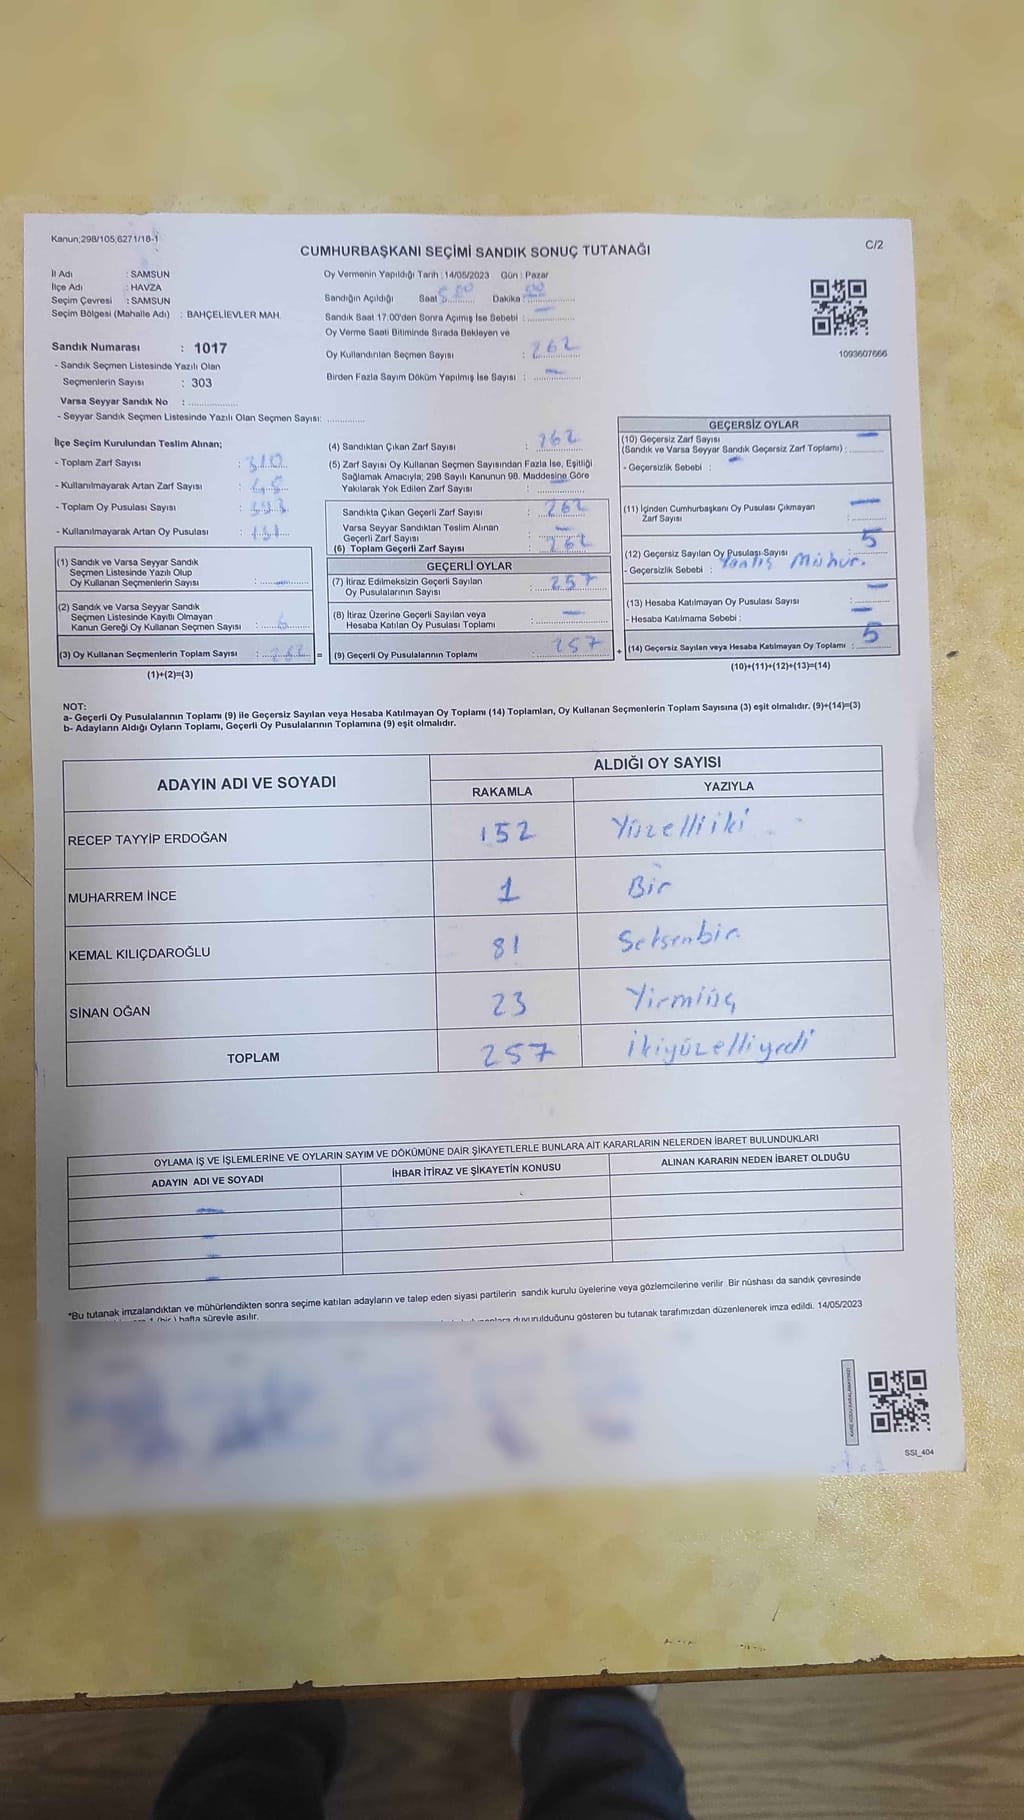 Kanun;298/105;6271/18-1
CUMHURBAŞKANI SEÇİMİ SANDIK SONUÇ TUTANAĞI
C/2
İl Adı : SAMSUN
İlçe Adı : HAVZA
Seçim Çevresi : SAMSUN
Seçim Bölgesi (Mahalle Adı) : BAHÇELİEVLER MAH.
Sandık Numarası : 1017
- Sandık Seçmen Listesinde Yazılı Olan
Seçmenlerin Sayısı : 303
Varsa Seyyar Sandık No :
- Seyyar Sandık Seçmen Listesinde Yazılı Olan Seçmen Sayısı:
Oy Vermenin Yapıldığı Tarih :14/05/2023 Gün : Pazar
Sandığın Açıldığı Saat Dakika
Sandık Saat 17:00'den Sonra Açımış İse Sebebi : —
Oy Verme Saati Bitiminde Sırada Bekleyen ve
Oy Kullandırılan Seçmen Sayısı : 262
Birden Fazla Sayım Döküm Yapılmış İse Sayısı : —
1093607666
İlçe Seçim Kurulundan Teslim Alınan;
- Toplam Zarf Sayısı : 310
- Kullanılmayarak Artan Zarf Sayısı :
- Toplam Oy Pusulası Sayısı :
- Kullanılmayarak Artan Oy Pusulası : 131
(1) Sandık ve Varsa Seyyar Sandık
Seçmen Listesinde Yazılı Olup
Oy Kullanan Seçmenlerin Sayısı : —
(2) Sandık ve Varsa Seyyar Sandık
Seçmen Listesinde Kayıtlı Olmayan
Kanun Gereği Oy Kullanan Seçmen Sayısı :
(3) Oy Kullanan Seçmenlerin Toplam Sayısı : 262 =
(1)+(2)=(3)
(4) Sandıktan Çıkan Zarf Sayısı : 262
(5) Zarf Sayısı Oy Kullanan Seçmen Sayısından Fazla İse, Eşitliği
Sağlamak Amacıyla; 298 Sayılı Kanunun 98. Maddesine Göre
Yakılarak Yok Edilen Zarf Sayısı : —
Sandıkta Çıkan Geçerli Zarf Sayısı : 262
Varsa Seyyar Sandıktan Teslim Alınan
Geçerli Zarf Sayısı : —
(6) Toplam Geçerli Zarf Sayısı : 262
GEÇERLİ OYLAR
(7) İtiraz Edilmeksizin Geçerli Sayılan
Oy Pusulalarının Sayısı : 257
(8) İtiraz Üzerine Geçerli Sayılan veya
Hesaba Katılan Oy Pusulası Toplamı : —
(9) Geçerli Oy Pusulalarının Toplamı : 257 +
GEÇERSİZ OYLAR
(10) Geçersiz Zarf Sayısı
(Sandık ve Varsa Seyyar Sandık Geçersiz Zarf Toplamı) : —
- Geçersizlik Sebebi : —
(11) İçinden Cumhurbaşkanı Oy Pusulası Çıkmayan
Zarf Sayısı : —
(12) Geçersiz Sayılan Oy Pusulası Sayısı : 5
- Geçersizlik Sebebi : Yanlış Mühür.
(13) Hesaba Katılmayan Oy Pusulası Sayısı : —
- Hesaba Katılmama Sebebi : —
(14) Geçersiz Sayılan veya Hesaba Katılmayan Oy Toplamı : 5
(10)+(11)+(12)+(13)=(14)
NOT:
a- Geçerli Oy Pusulalarının Toplamı (9) ile Geçersiz Sayılan veya Hesaba Katılmayan Oy Toplamı (14) Toplamları, Oy Kullanan Seçmenlerin Toplam Sayısına (3) eşit olmalıdır. (9)+(14)=(3)
b- Adayların Aldığı Oyların Toplamı, Geçerli Oy Pusulalarının Toplamına (9) eşit olmalıdır.
ADAYIN ADI VE SOYADI
ALDIĞI OY SAYISI
RAKAMLA YAZIYLA
RECEP TAYYİP ERDOĞAN 152 Yüzelliiki
MUHARREM İNCE 1 Bir
KEMAL KILIÇDAROĞLU 81 Seksenbir
SİNAN OĞAN 23 Yirmiüç
TOPLAM 257 İkiyüzelliyedi
OYLAMA İŞ VE İŞLEMLERİNE VE OYLARIN SAYIM VE DÖKÜMÜNE DAİR ŞİKAYETLERLE BUNLARA AİT KARARLARIN NELERDEN İBARET BULUNDUKLARI
ADAYIN ADI VE SOYADI İHBAR İTİRAZ VE ŞİKAYETİN KONUSU ALINAN KARARIN NEDEN İBARET OLDUĞU
—
—
—
—
*Bu tutanak imzalandıktan ve mühürlendikten sonra seçime katılan adayların ve talep eden siyasi partilerin sandık kurulu üyelerine veya gözlemcilerine verilir. Bir nüshası da sandık çevresinde
1 (bir ) hafta süreyle asılır.
duyurulduğunu gösteren bu tutanak tarafımızdan düzenlenerek imza edildi. 14/05/2023
SSI_404